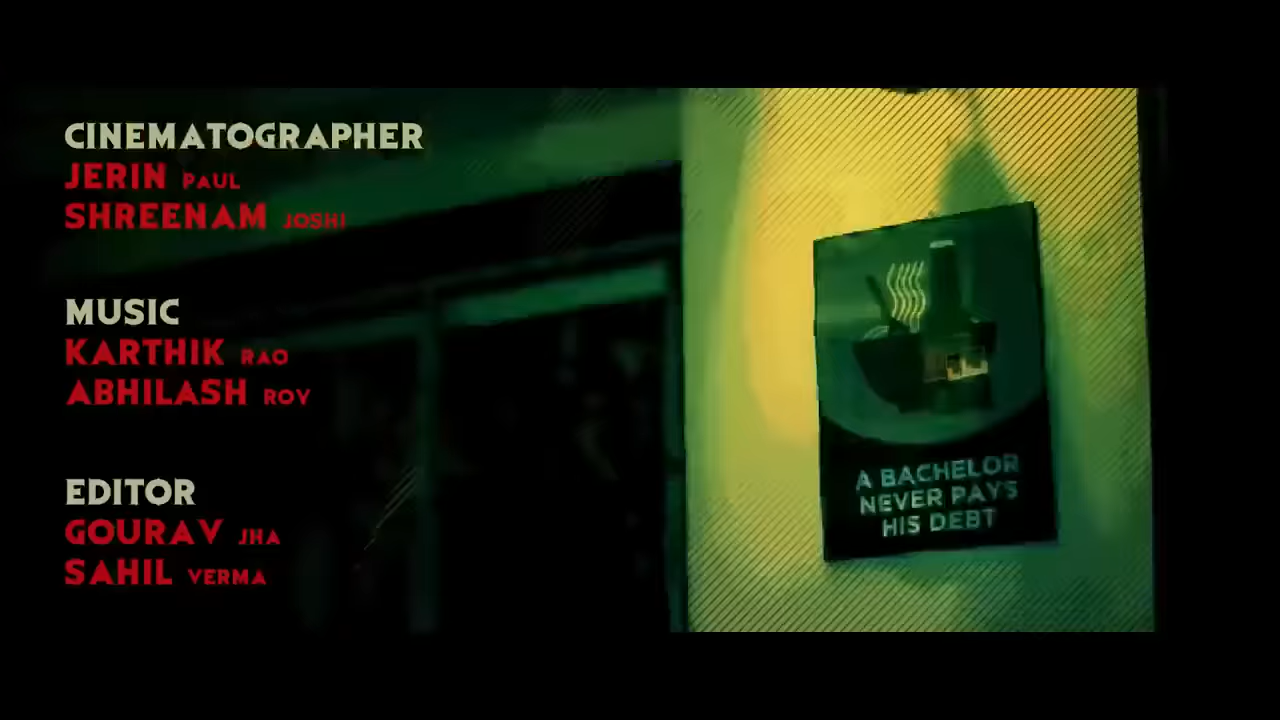 CINEMATOGRAPHER
JERIN PAUL
SHREENAM JOSHI
MUSIC
KARTHIK RAO
ABHILASH ROY
EDITOR
GOURAV JHA
SAHIL VERMA
A BACHELOR
NEVER PAYS
HIS DEBT